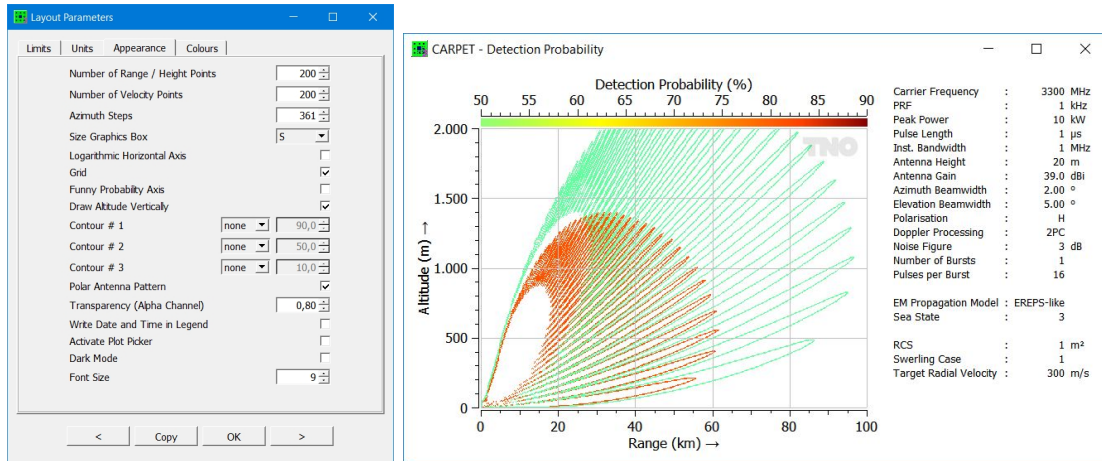 Layout Parameters
Limits Units Appearance Colours
Number of Range / Height Points 200
Number of Velocity Points 200
Azimuth Steps 361
Size Graphics Box S
Logarithmic Horizontal Axis
Grid
Funny Probability Axis
Draw Altitude Vertically
Contour # 1 none 90,0
Contour # 2 none 50,0
Contour # 3 none 10,0
Polar Antenna Pattern
Transparency (Alpha Channel) 0,80
Write Date and Time in Legend
Activate Plot Picker
Dark Mode
Font Size 9
< Copy OK >
CARPET - Detection Probability
Detection Probability (%)
50 55 60 65 70 75 80 85 90
TNO
2.000
1.500
1.000
500
0
Altitude (m) →
0 20 40 60 80 100
Range (km) →
Carrier Frequency : 3300 MHz
PRF : 1 kHz
Peak Power : 10 kW
Pulse Length : 1 µs
Inst. Bandwidth : 1 MHz
Antenna Height : 20 m
Antenna Gain : 39.0 dBi
Azimuth Beamwidth : 2.00 º
Elevation Beamwidth : 5.00 º
Polarisation : H
Doppler Processing : 2PC
Noise Figure : 3 dB
Number of Bursts : 1
Pulses per Burst : 16
EM Propagation Model : EREPS-like
Sea State : 3
RCS : 1 m²
Swerling Case : 1
Target Radial Velocity : 300 m/s